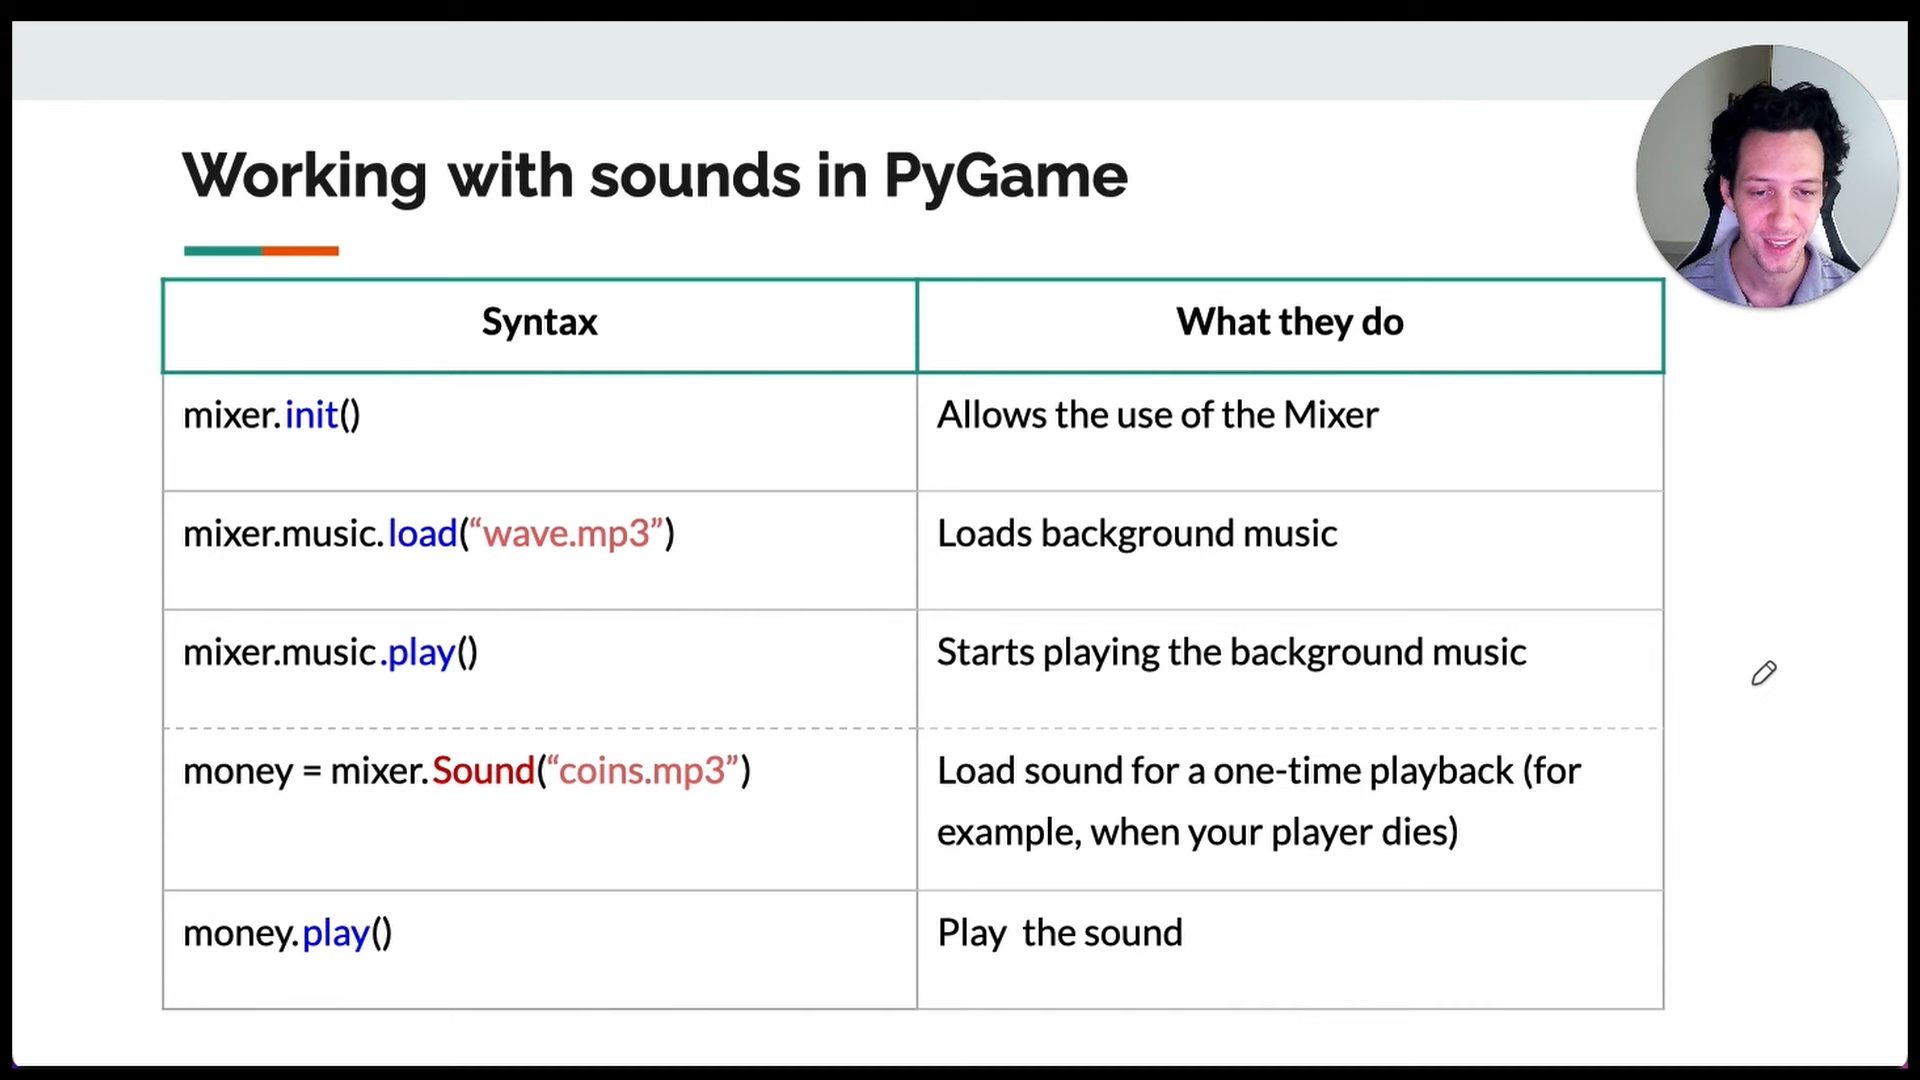 Working with sounds in PyGame
Syntax
What they do
mixer.init()
Allows the use of the Mixer
mixer.music.load(“wave.mp3”)
Loads background music
mixer.music.play()
Starts playing the background music
money = mixer.Sound(“coins.mp3”)
Load sound for a one-time playback (for
example, when your player dies)
money.play()
Play  the sound